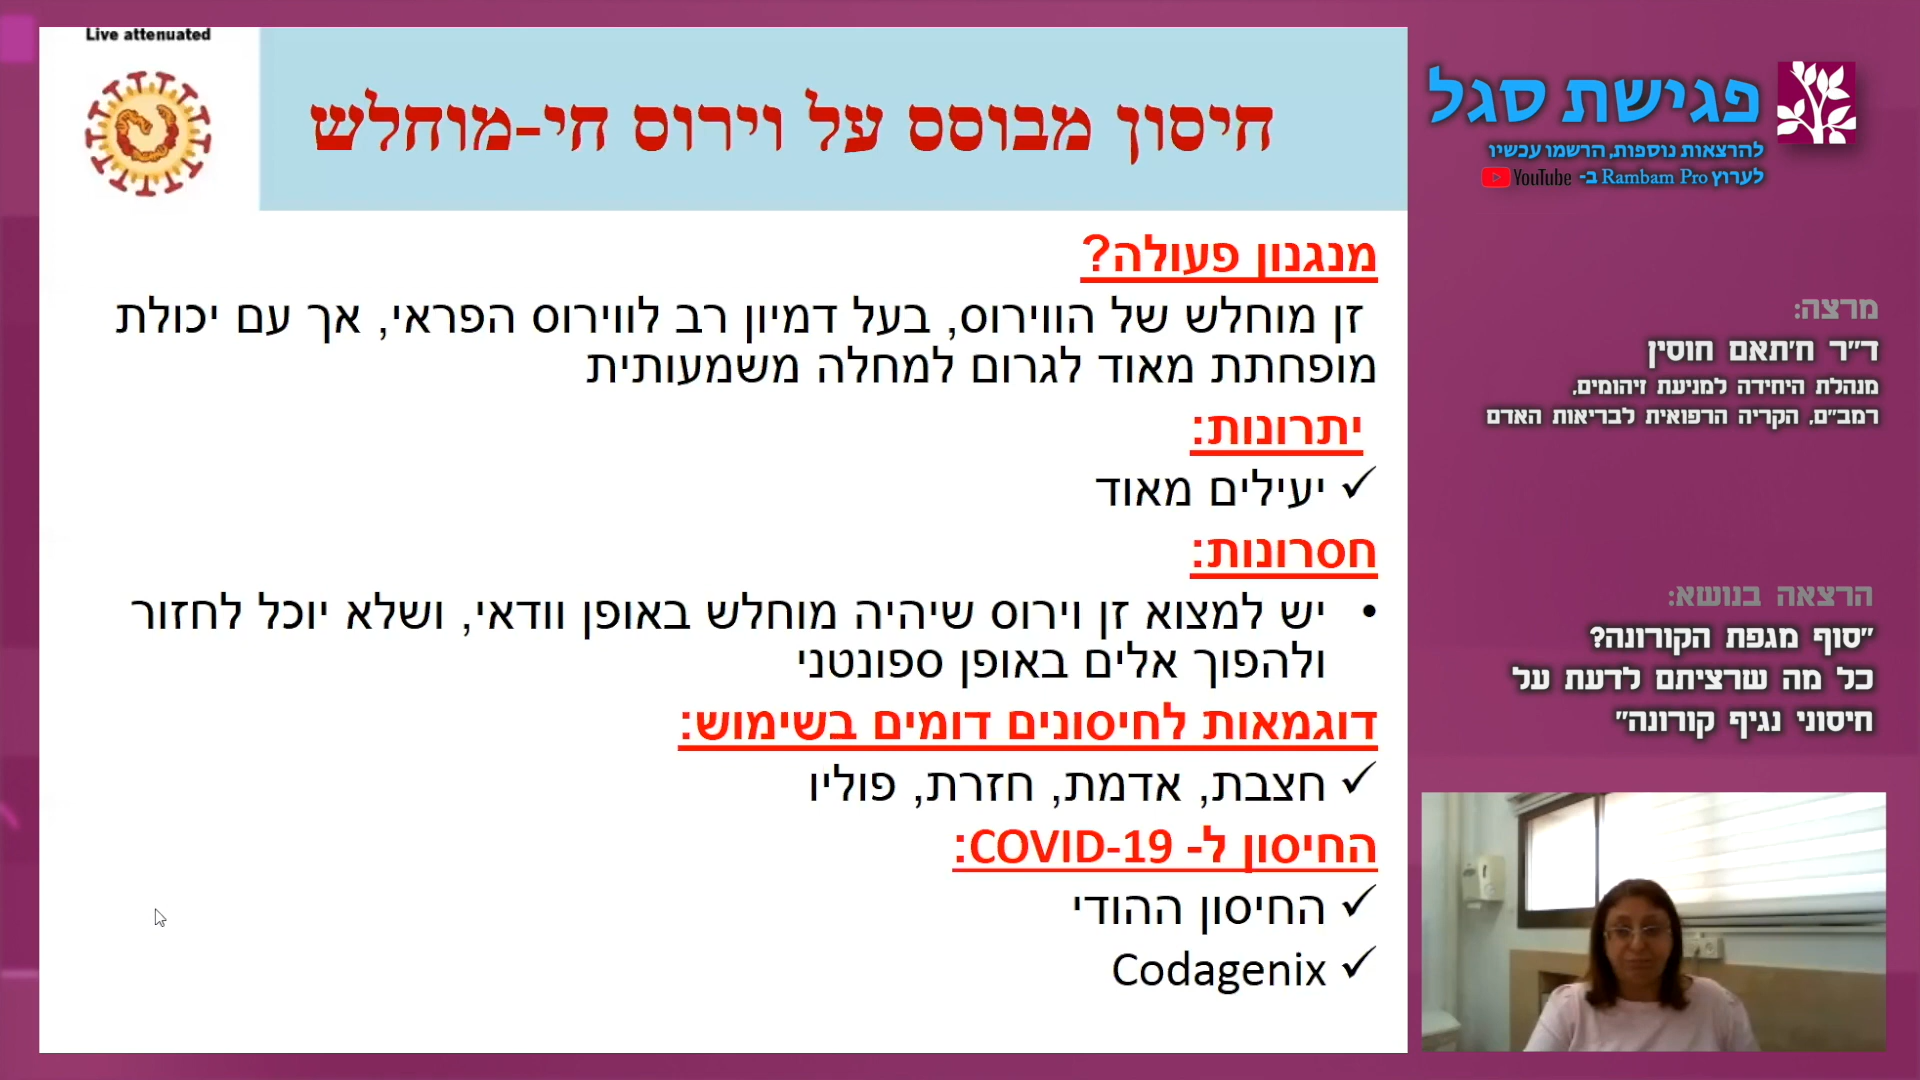 Live attenuated
חיסון מבוסס על וירוס חי-מוחלש
מנגנון פעולה?
זן מוחלש של הווירוס, בעל דמיון רב לווירוס הפראי, אך עם יכולת
מופחתת מאוד לגרום למחלה משמעותית
יתרונות:
✓ יעילים מאוד
חסרונות:
• יש למצוא זן וירוס שיהיה מוחלש באופן וודאי, ושלא יוכל לחזור
ולהפוך אלים באופן ספונטני
דוגמאות לחיסונים דומים בשימוש:
✓ חצבת, אדמת, חזרת, פוליו
החיסון ל- COVID-19:
✓ החיסון ההודי
✓ Codagenix
פגישת סגל
להרצאות נוספות, הרשמו עכשיו
לערוץ Rambam Pro ב- YouTube
מרצה:
ד"ר ח'תאם חוסין
מנהלת היחידה למניעת זיהומים,
רמב"ם, הקריה הרפואית לבריאות האדם
הרצאה בנושא:
"סוף מגפת הקורונה?
כל מה שרציתם לדעת על
חיסוני נגיף קורונה"